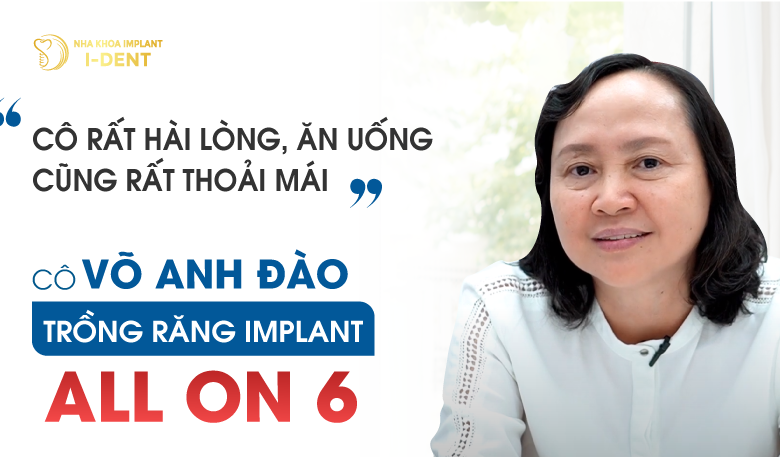 NHA KHOA IMPLANT
I-DENT
“
CÔ RẤT HÀI LÒNG, ĂN UỐNG
CŨNG RẤT THOẢI MÁI ”
CÔ VÕ ANH ĐÀO
TRỒNG RĂNG IMPLANT
ALL ON 6